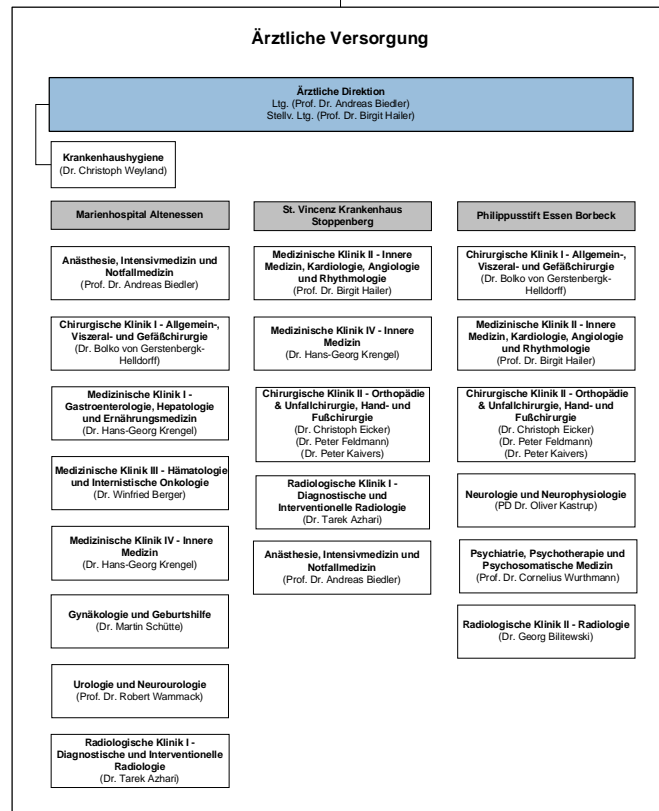 Ärztliche Versorgung
Ärztliche Direktion
Ltg. (Prof. Dr. Andreas Biedler)
Stellv. Ltg. (Prof. Dr. Birgit Hailer)
Krankenhaushygiene
(Dr. Christoph Weyland)
Marienhospital Altenessen
Anästhesie, Intensivmedizin und
Notfallmedizin
(Prof. Dr. Andreas Biedler)
Chirurgische Klinik I - Allgemein-,
Viszeral- und Gefäßchirurgie
(Dr. Bolko von Gerstenbergk-
Helldorff)
Medizinische Klinik I -
Gastroenterologie, Hepatologie
und Ernährungsmedizin
(Dr. Hans-Georg Krengel)
Medizinische Klinik III - Hämatologie
und Internistische Onkologie
(Dr. Winfried Berger)
Medizinische Klinik IV - Innere
Medizin
(Dr. Hans-Georg Krengel)
Gynäkologie und Geburtshilfe
(Dr. Martin Schütte)
Urologie und Neurourologie
(Prof. Dr. Robert Wammack)
Radiologische Klinik I -
Diagnostische und Interventionelle
Radiologie
(Dr. Tarek Azhari)
St. Vincenz Krankenhaus
Stoppenberg
Medizinische Klinik II - Innere
Medizin, Kardiologie, Angiologie
und Rhythmologie
(Prof. Dr. Birgit Hailer)
Medizinische Klinik IV - Innere
Medizin
(Dr. Hans-Georg Krengel)
Chirurgische Klinik II - Orthopädie
& Unfallchirurgie, Hand- und
Fußchirurgie
(Dr. Christoph Eicker)
(Dr. Peter Feldmann)
(Dr. Peter Kaivers)
Radiologische Klinik I -
Diagnostische und
Interventionelle Radiologie
(Dr. Tarek Azhari)
Anästhesie, Intensivmedizin und
Notfallmedizin
(Prof. Dr. Andreas Biedler)
Philippusstift Essen Borbeck
Chirurgische Klinik I - Allgemein-,
Viszeral- und Gefäßchirurgie
(Dr. Bolko von Gerstenbergk-
Helldorff)
Medizinische Klinik II - Innere
Medizin, Kardiologie, Angiologie
und Rhythmologie
(Prof. Dr. Birgit Hailer)
Chirurgische Klinik II - Orthopädie
& Unfallchirurgie, Hand- und
Fußchirurgie
(Dr. Christoph Eicker)
(Dr. Peter Feldmann)
(Dr. Peter Kaivers)
Neurologie und Neurophysiologie
(PD Dr. Oliver Kastrup)
Psychiatrie, Psychotherapie und
Psychosomatische Medizin
(Prof. Dr. Cornelius Wurthmann)
Radiologische Klinik II - Radiologie
(Dr. Georg Bilitewski)